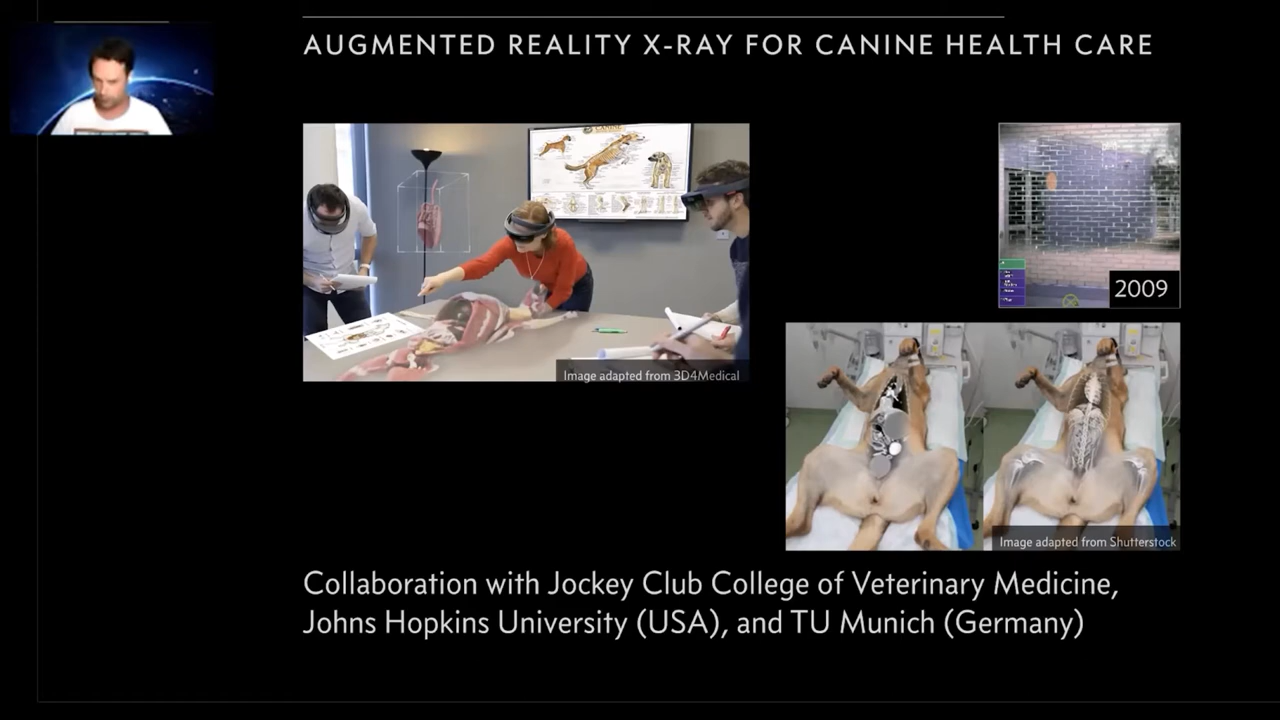 AUGMENTED REALITY X-RAY FOR CANINE HEALTH CARE
CANINE
Image adapted from 3D4Medical
2009
Image adapted from Shutterstock
Collaboration with Jockey Club College of Veterinary Medicine,
Johns Hopkins University (USA), and TU Munich (Germany)